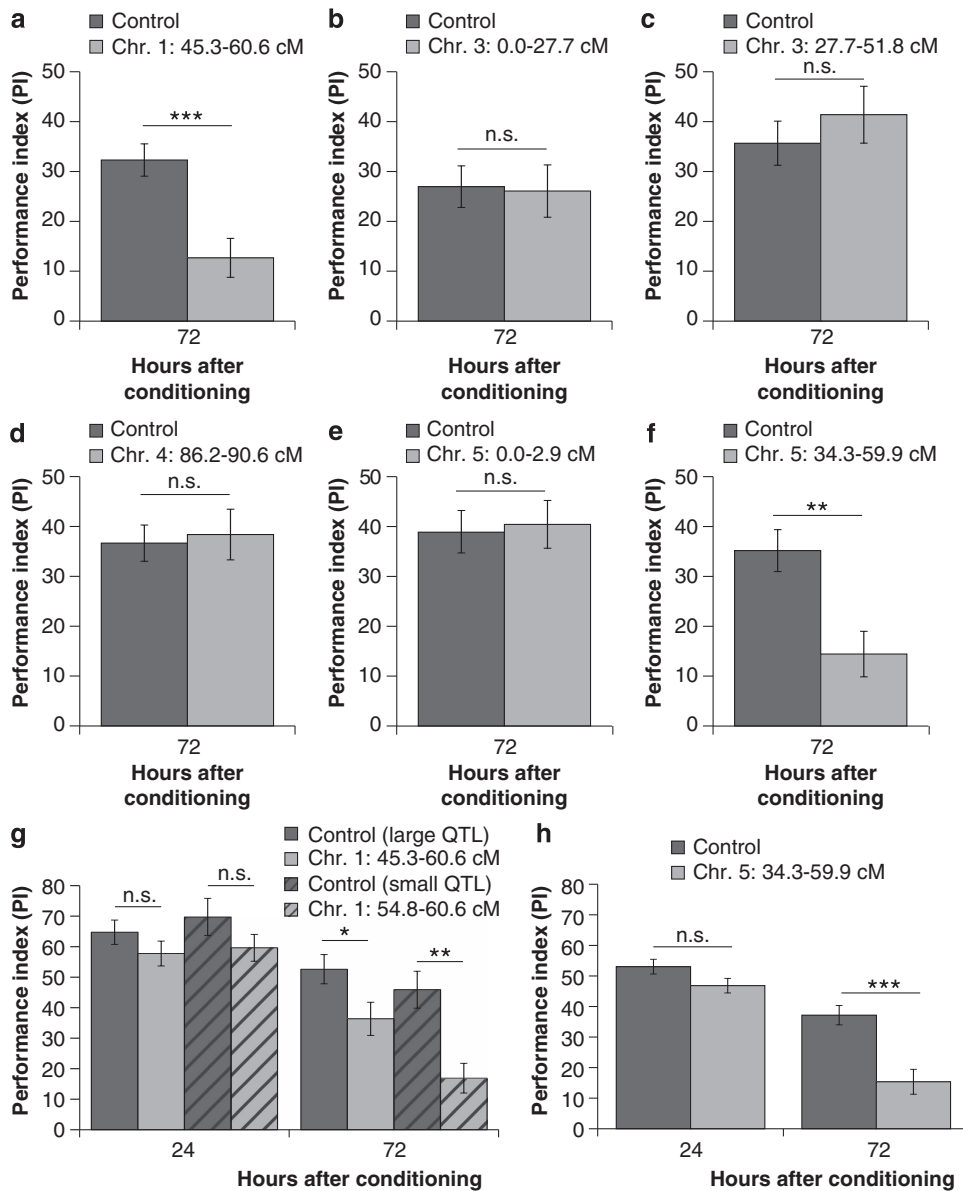 a
Control
Chr. 1: 45.3-60.6 cM
Performance index (PI)
50
40
30
20
10
0
***
72
Hours after
conditioning
b
Control
Chr. 3: 0.0-27.7 cM
Performance index (PI)
50
40
30
20
10
0
n.s.
72
Hours after
conditioning
c
Control
Chr. 3: 27.7-51.8 cM
Performance index (PI)
50
40
30
20
10
0
n.s.
72
Hours after
conditioning
d
Control
Chr. 4: 86.2-90.6 cM
Performance index (PI)
50
40
30
20
10
0
n.s.
72
Hours after
conditioning
e
Control
Chr. 5: 0.0-2.9 cM
Performance index (PI)
50
40
30
20
10
0
n.s.
72
Hours after
conditioning
f
Control
Chr. 5: 34.3-59.9 cM
Performance index (PI)
50
40
30
20
10
0
**
72
Hours after
conditioning
g
Control (large QTL)
Chr. 1: 45.3-60.6 cM
Control (small QTL)
Chr. 1: 54.8-60.6 cM
Performance index (PI)
80
70
60
50
40
30
20
10
0
n.s.
n.s.
*
**
24
72
Hours after conditioning
h
Control
Chr. 5: 34.3-59.9 cM
Performance index (PI)
80
70
60
50
40
30
20
10
0
n.s.
***
24
72
Hours after conditioning